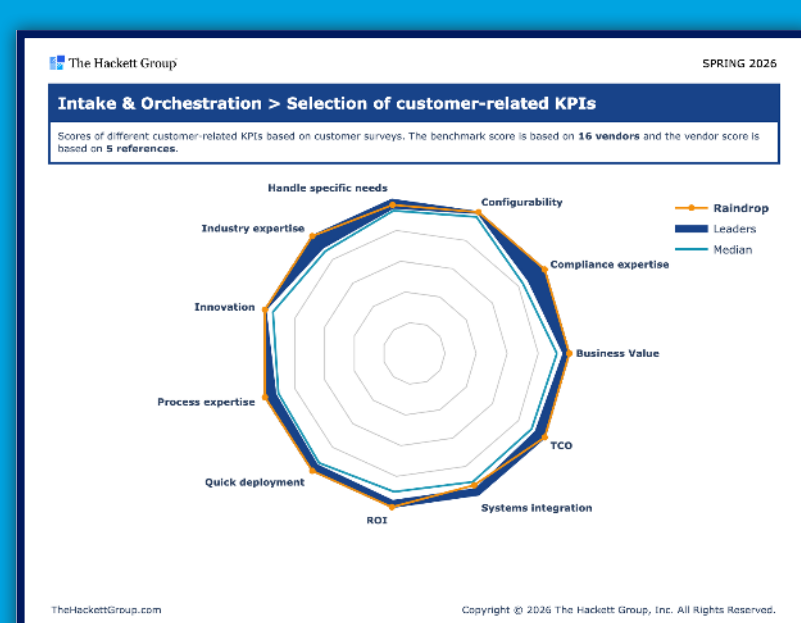 The Hackett Group
SPRING 2026
Intake & Orchestration > Selection of customer-related KPIs
Scores of different customer-related KPIs based on customer surveys. The benchmark score is based on 16 vendors and the vendor score is
based on 5 references.
Handle specific needs
Configurability
Raindrop
Leaders
Median
Industry expertise
Compliance expertise
Innovation
Business Value
Process expertise
TCO
Quick deployment
Systems integration
ROI
TheHackettGroup.com
Copyright © 2026 The Hackett Group, Inc. All Rights Reserved.